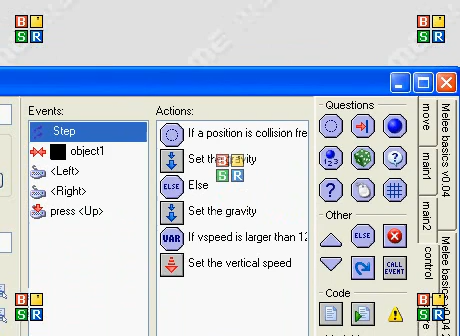 B
S R
B
S R
Events:
Actions:
Questions
Step
object1
<Left>
<Right>
press <Up>
If a position is collision fre
Set the gravity
B
S R
Else
Set the gravity
If vspeed is larger than 12
Set the vertical speed
ELSE
VAR
123
?
?
Other
ELSE
CALL
EVENT
Code
move
main1
main2
control
Melee basics v0.04
Melee basics v0.04
B
S R
B
S R